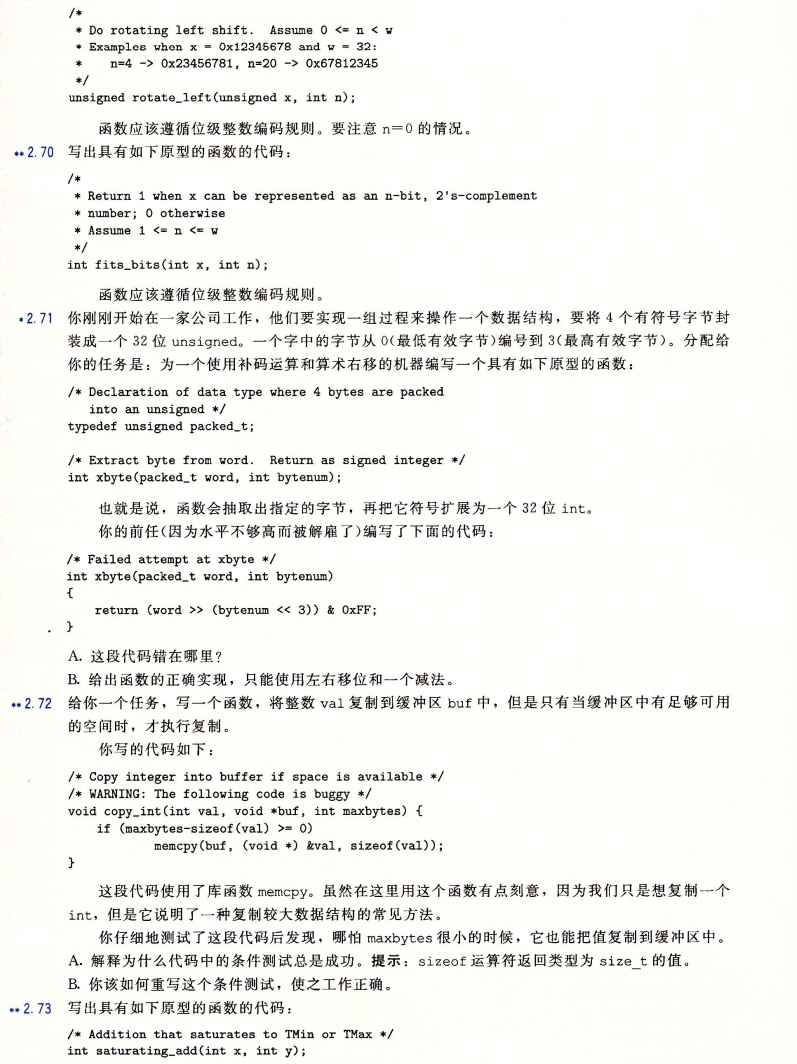 /*
 * Do rotating left shift.  Assume 0 <= n < w
 * Examples when x = 0x12345678 and w = 32:
 *    n=4 -> 0x23456781, n=20 -> 0x67812345
 */
unsigned rotate_left(unsigned x, int n);
函数应该遵循位级整数编码规则。要注意 n=0 的情况。
**2.70 写出具有如下原型的函数的代码：
/*
 * Return 1 when x can be represented as an n-bit, 2's-complement
 * number; 0 otherwise
 * Assume 1 <= n <= w
 */
int fits_bits(int x, int n);
函数应该遵循位级整数编码规则。
*2.71 你刚刚开始在一家公司工作，他们要实现一组过程来操作一个数据结构，要将 4 个有符号字节封
装成一个 32 位 unsigned。一个字中的字节从 0(最低有效字节)编号到 3(最高有效字节)。分配给
你的任务是：为一个使用补码运算和算术右移的机器编写一个具有如下原型的函数：
/* Declaration of data type where 4 bytes are packed
   into an unsigned */
typedef unsigned packed_t;
/* Extract byte from word.  Return as signed integer */
int xbyte(packed_t word, int bytenum);
也就是说，函数会抽取出指定的字节，再把它符号扩展为一个 32 位 int。
你的前任(因为水平不够高而被解雇了)编写了下面的代码：
/* Failed attempt at xbyte */
int xbyte(packed_t word, int bytenum)
{
    return (word >> (bytenum << 3)) & 0xFF;
}
A. 这段代码错在哪里？
B. 给出函数的正确实现，只能使用左右移位和一个减法。
**2.72 给你一个任务，写一个函数，将整数 val 复制到缓冲区 buf 中，但是只有当缓冲区中有足够可用
的空间时，才执行复制。
你写的代码如下：
/* Copy integer into buffer if space is available */
/* WARNING: The following code is buggy */
void copy_int(int val, void *buf, int maxbytes) {
    if (maxbytes-sizeof(val) >= 0)
            memcpy(buf, (void *) &val, sizeof(val));
}
这段代码使用了库函数 memcpy。虽然在这里用这个函数有点刻意，因为我们只是想复制一个
int，但是它说明了一种复制较大数据结构的常见方法。
你仔细地测试了这段代码后发现，哪怕 maxbytes 很小的时候，它也能把值复制到缓冲区中。
A. 解释为什么代码中的条件测试总是成功。提示：sizeof 运算符返回类型为 size_t 的值。
B. 你该如何重写这个条件测试，使之工作正确。
**2.73 写出具有如下原型的函数的代码：
/* Addition that saturates to TMin or TMax */
int saturating_add(int x, int y);